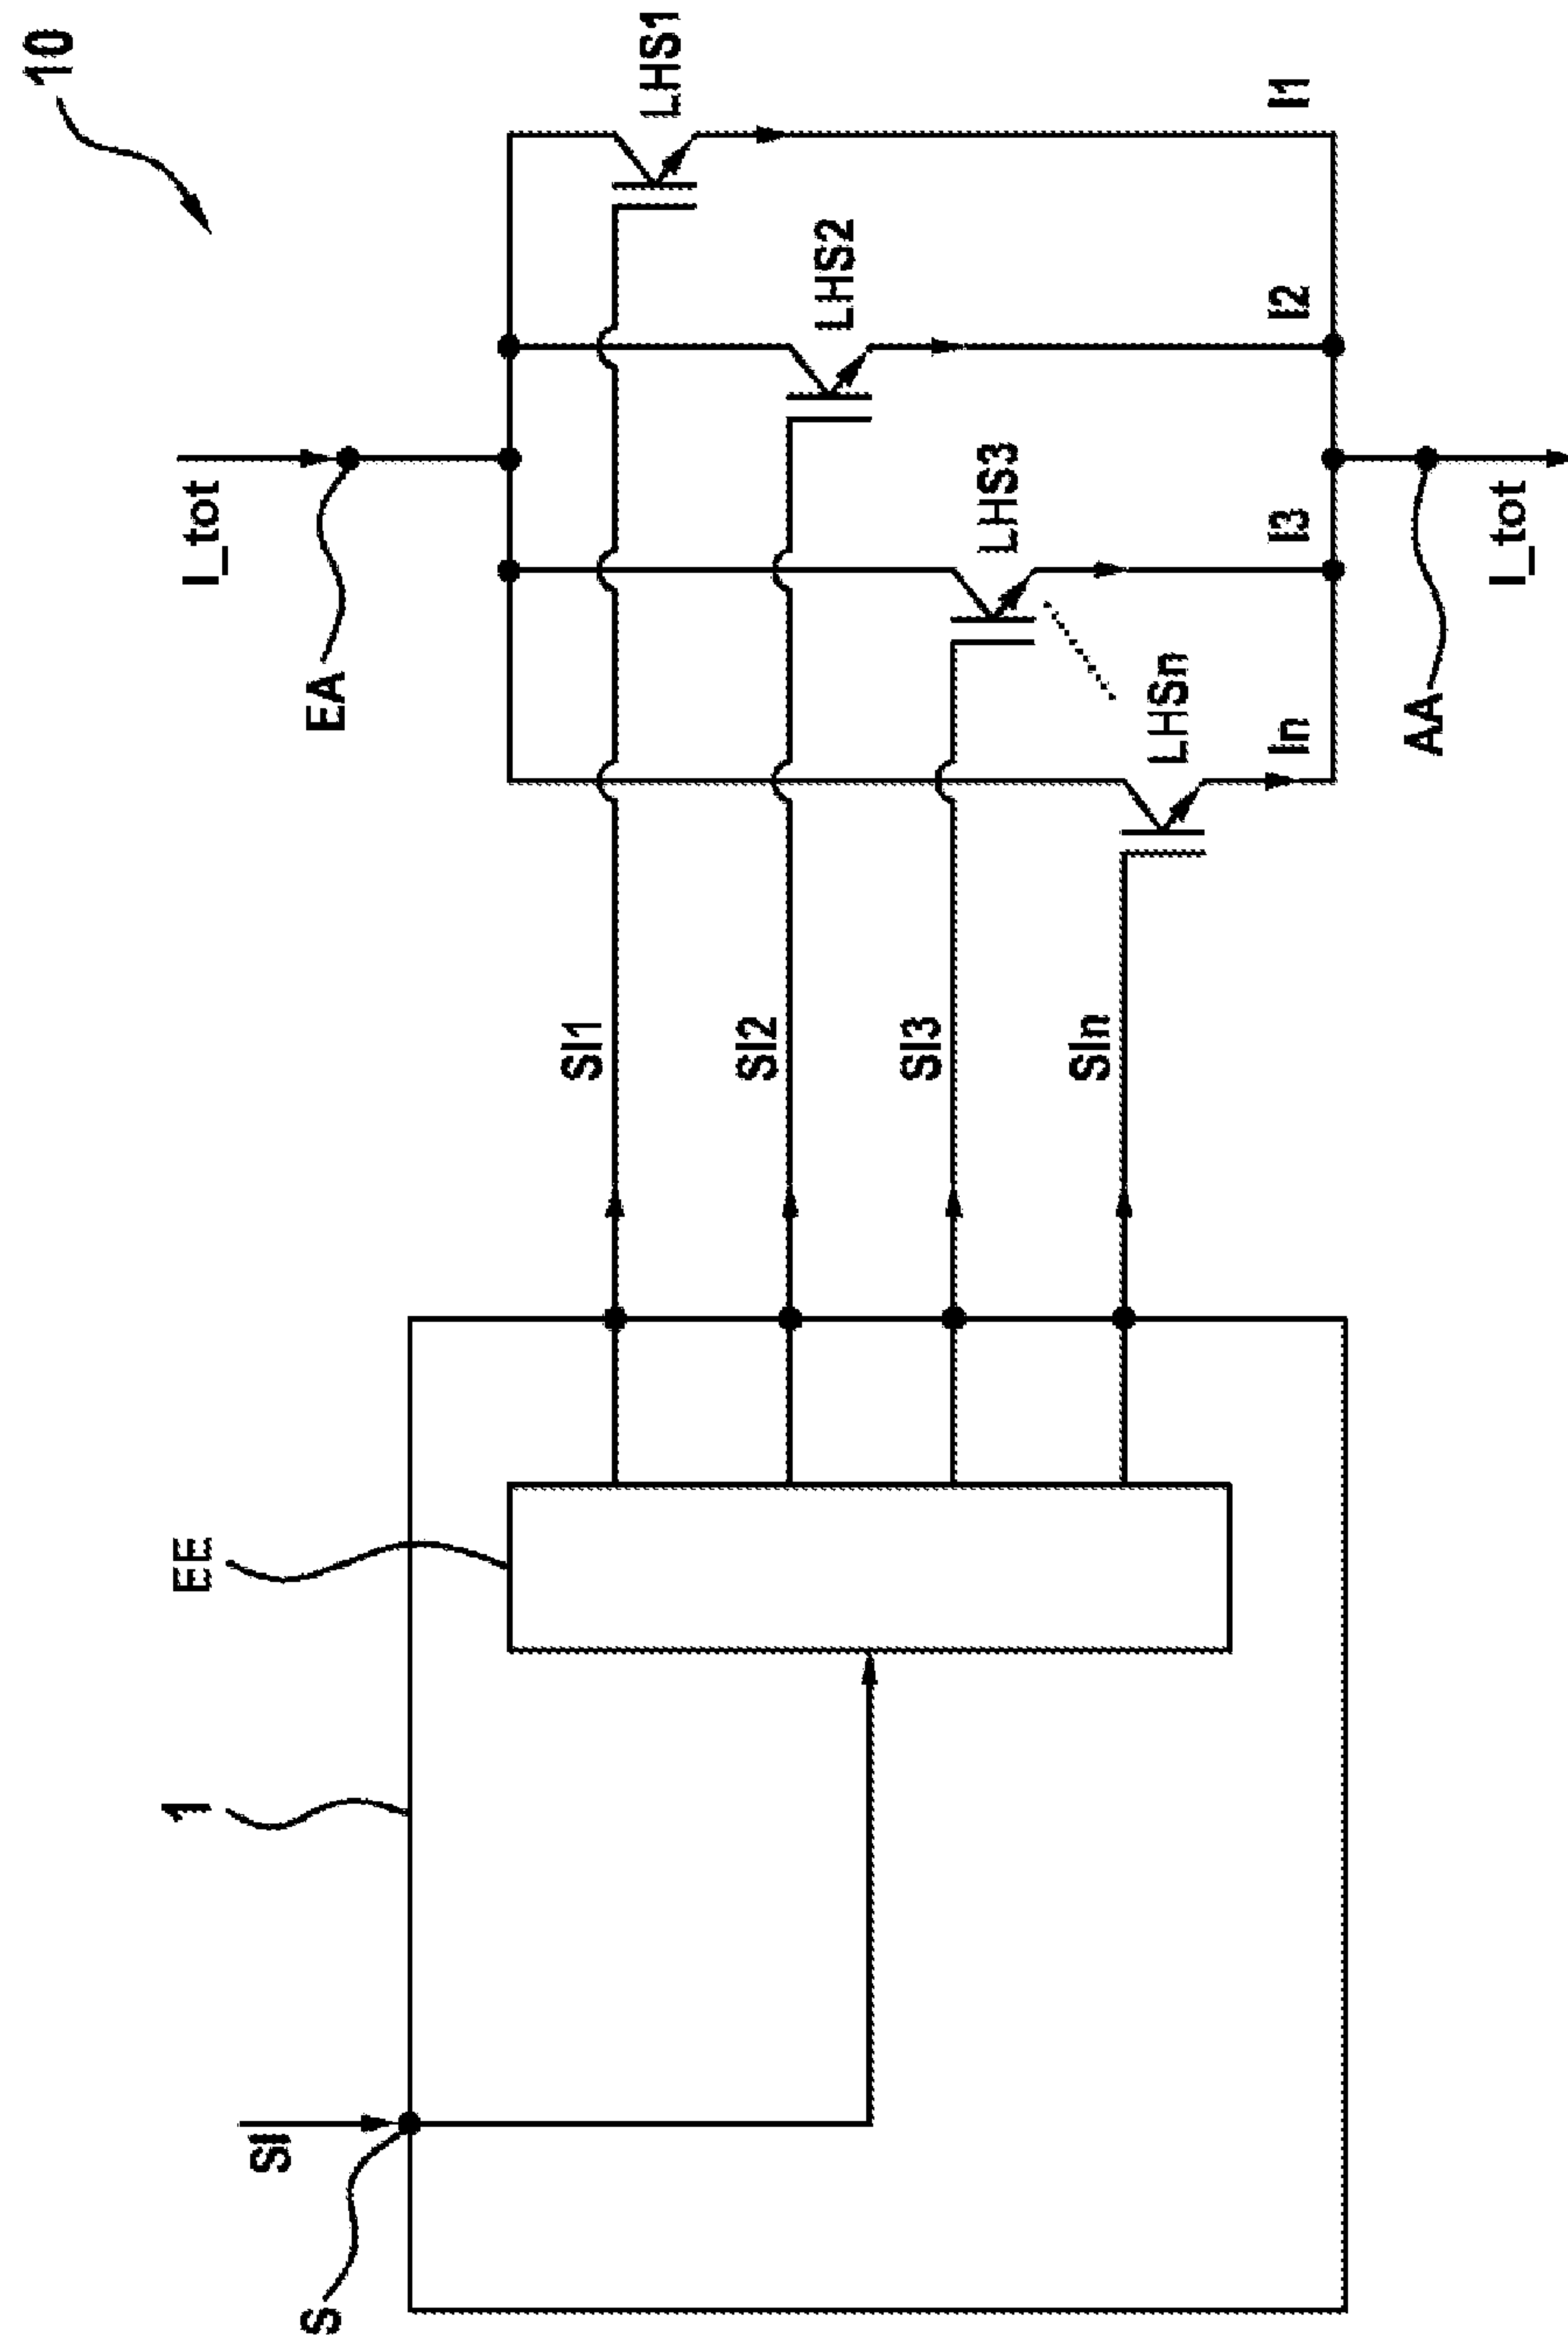 10
I_tot
EA
LHS1
LHS2
LHS3
LHSn
I1
I2
I3
In
AA
I_tot
SI1
SI2
SI3
SIn
EE
1
SI
S